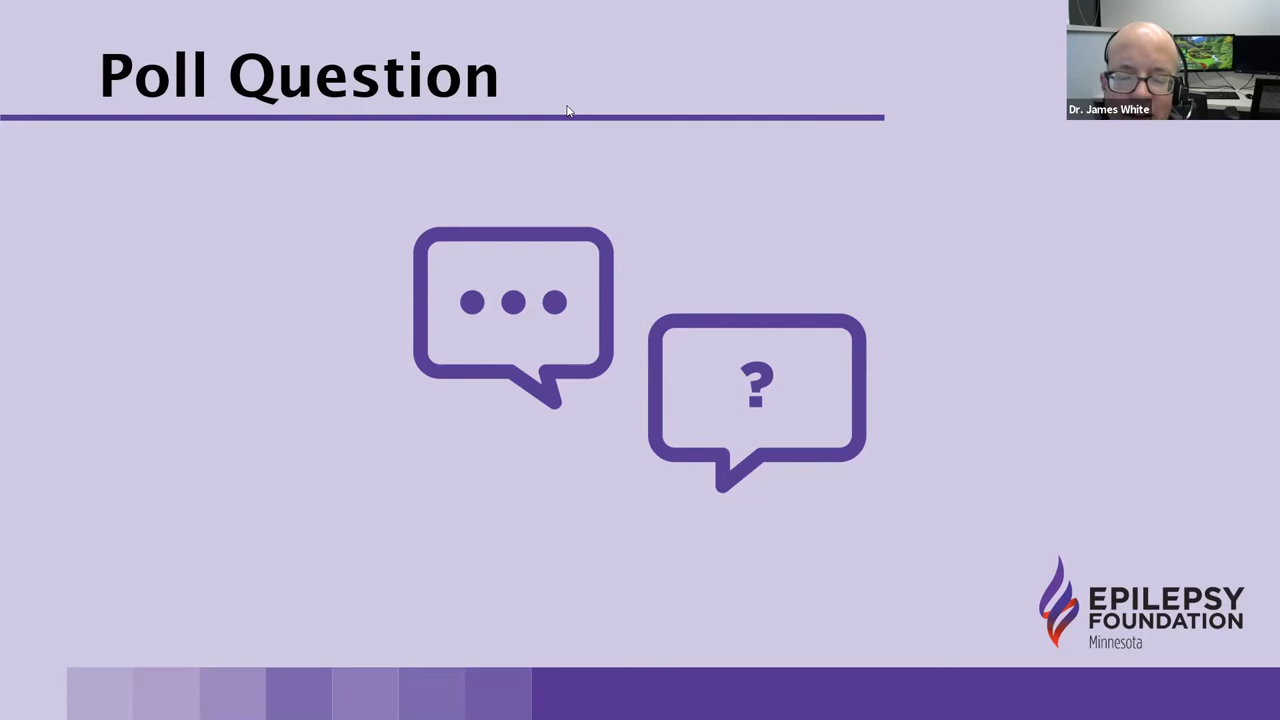 Poll Question
Dr. James White
?
EPILEPSY
FOUNDATION
Minnesota